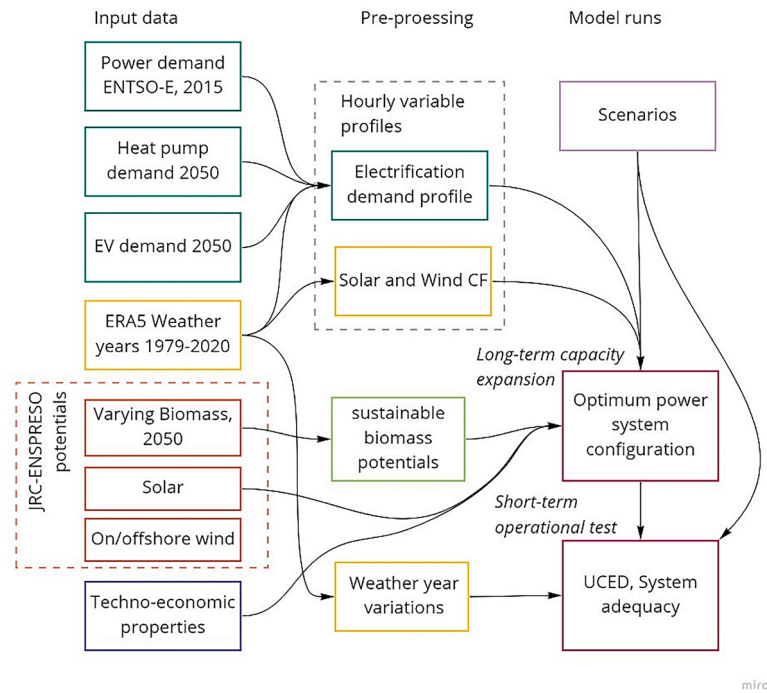 Input data
Pre-proessing
Model runs
Power demand
ENTSO-E, 2015
Heat pump
demand 2050
EV demand 2050
ERA5 Weather
years 1979-2020
JRC-ENSPRESO
potentials
Varying Biomass,
2050
Solar
On/offshore wind
Techno-economic
properties
Hourly variable
profiles
Electrification
demand profile
Solar and Wind CF
sustainable
biomass
potentials
Weather year
variations
Scenarios
Long-term capacity
expansion
Optimum power
system
configuration
Short-term
operational test
UCED, System
adequacy
miro